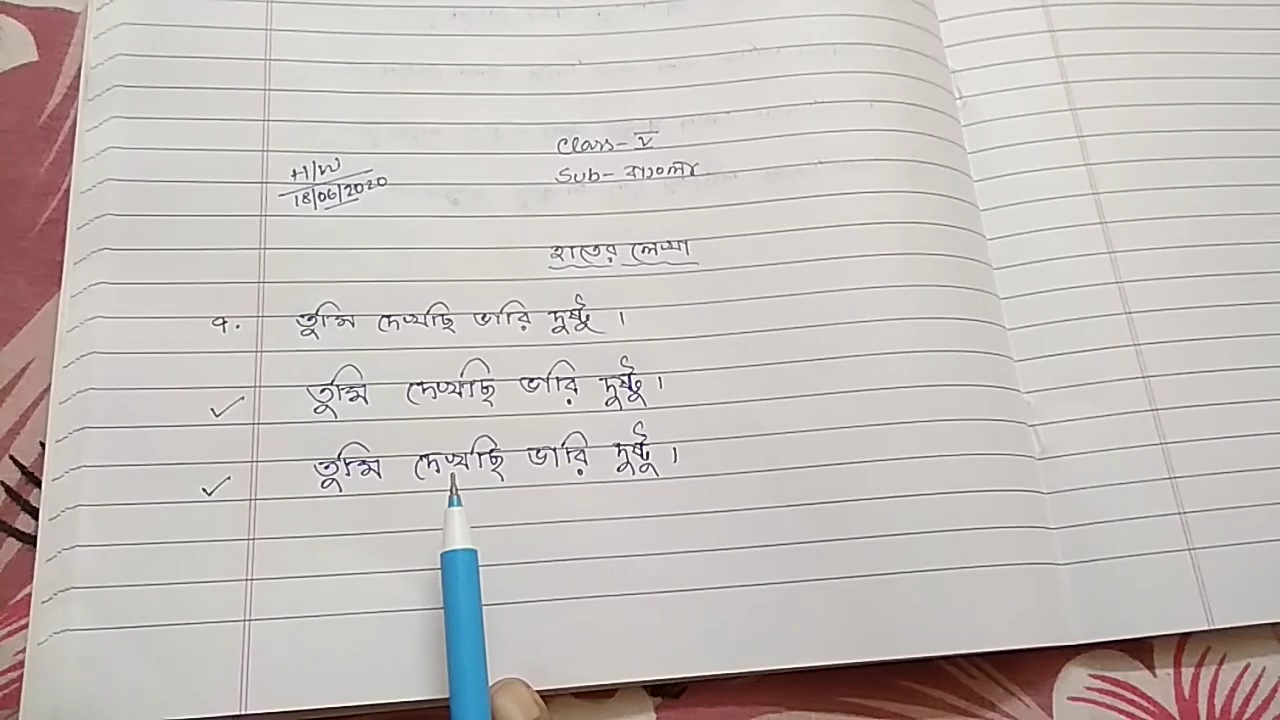 Class- V
Sub- বাংলা
H/W
18/06/2020
হাতের লেখা
৭. তুমি দেখছি ভারি দুষ্টু।
তুমি দেখছি ভারি দুষ্টু।
তুমি দেখছি ভারি দুষ্টু।